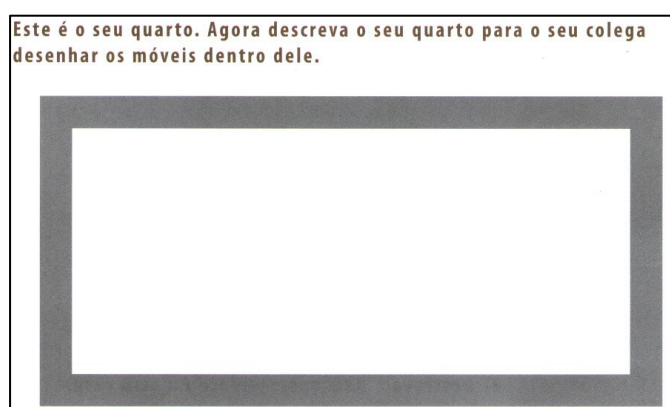 Este é o seu quarto. Agora descreva o seu quarto para o seu colega
desenhar os móveis dentro dele.